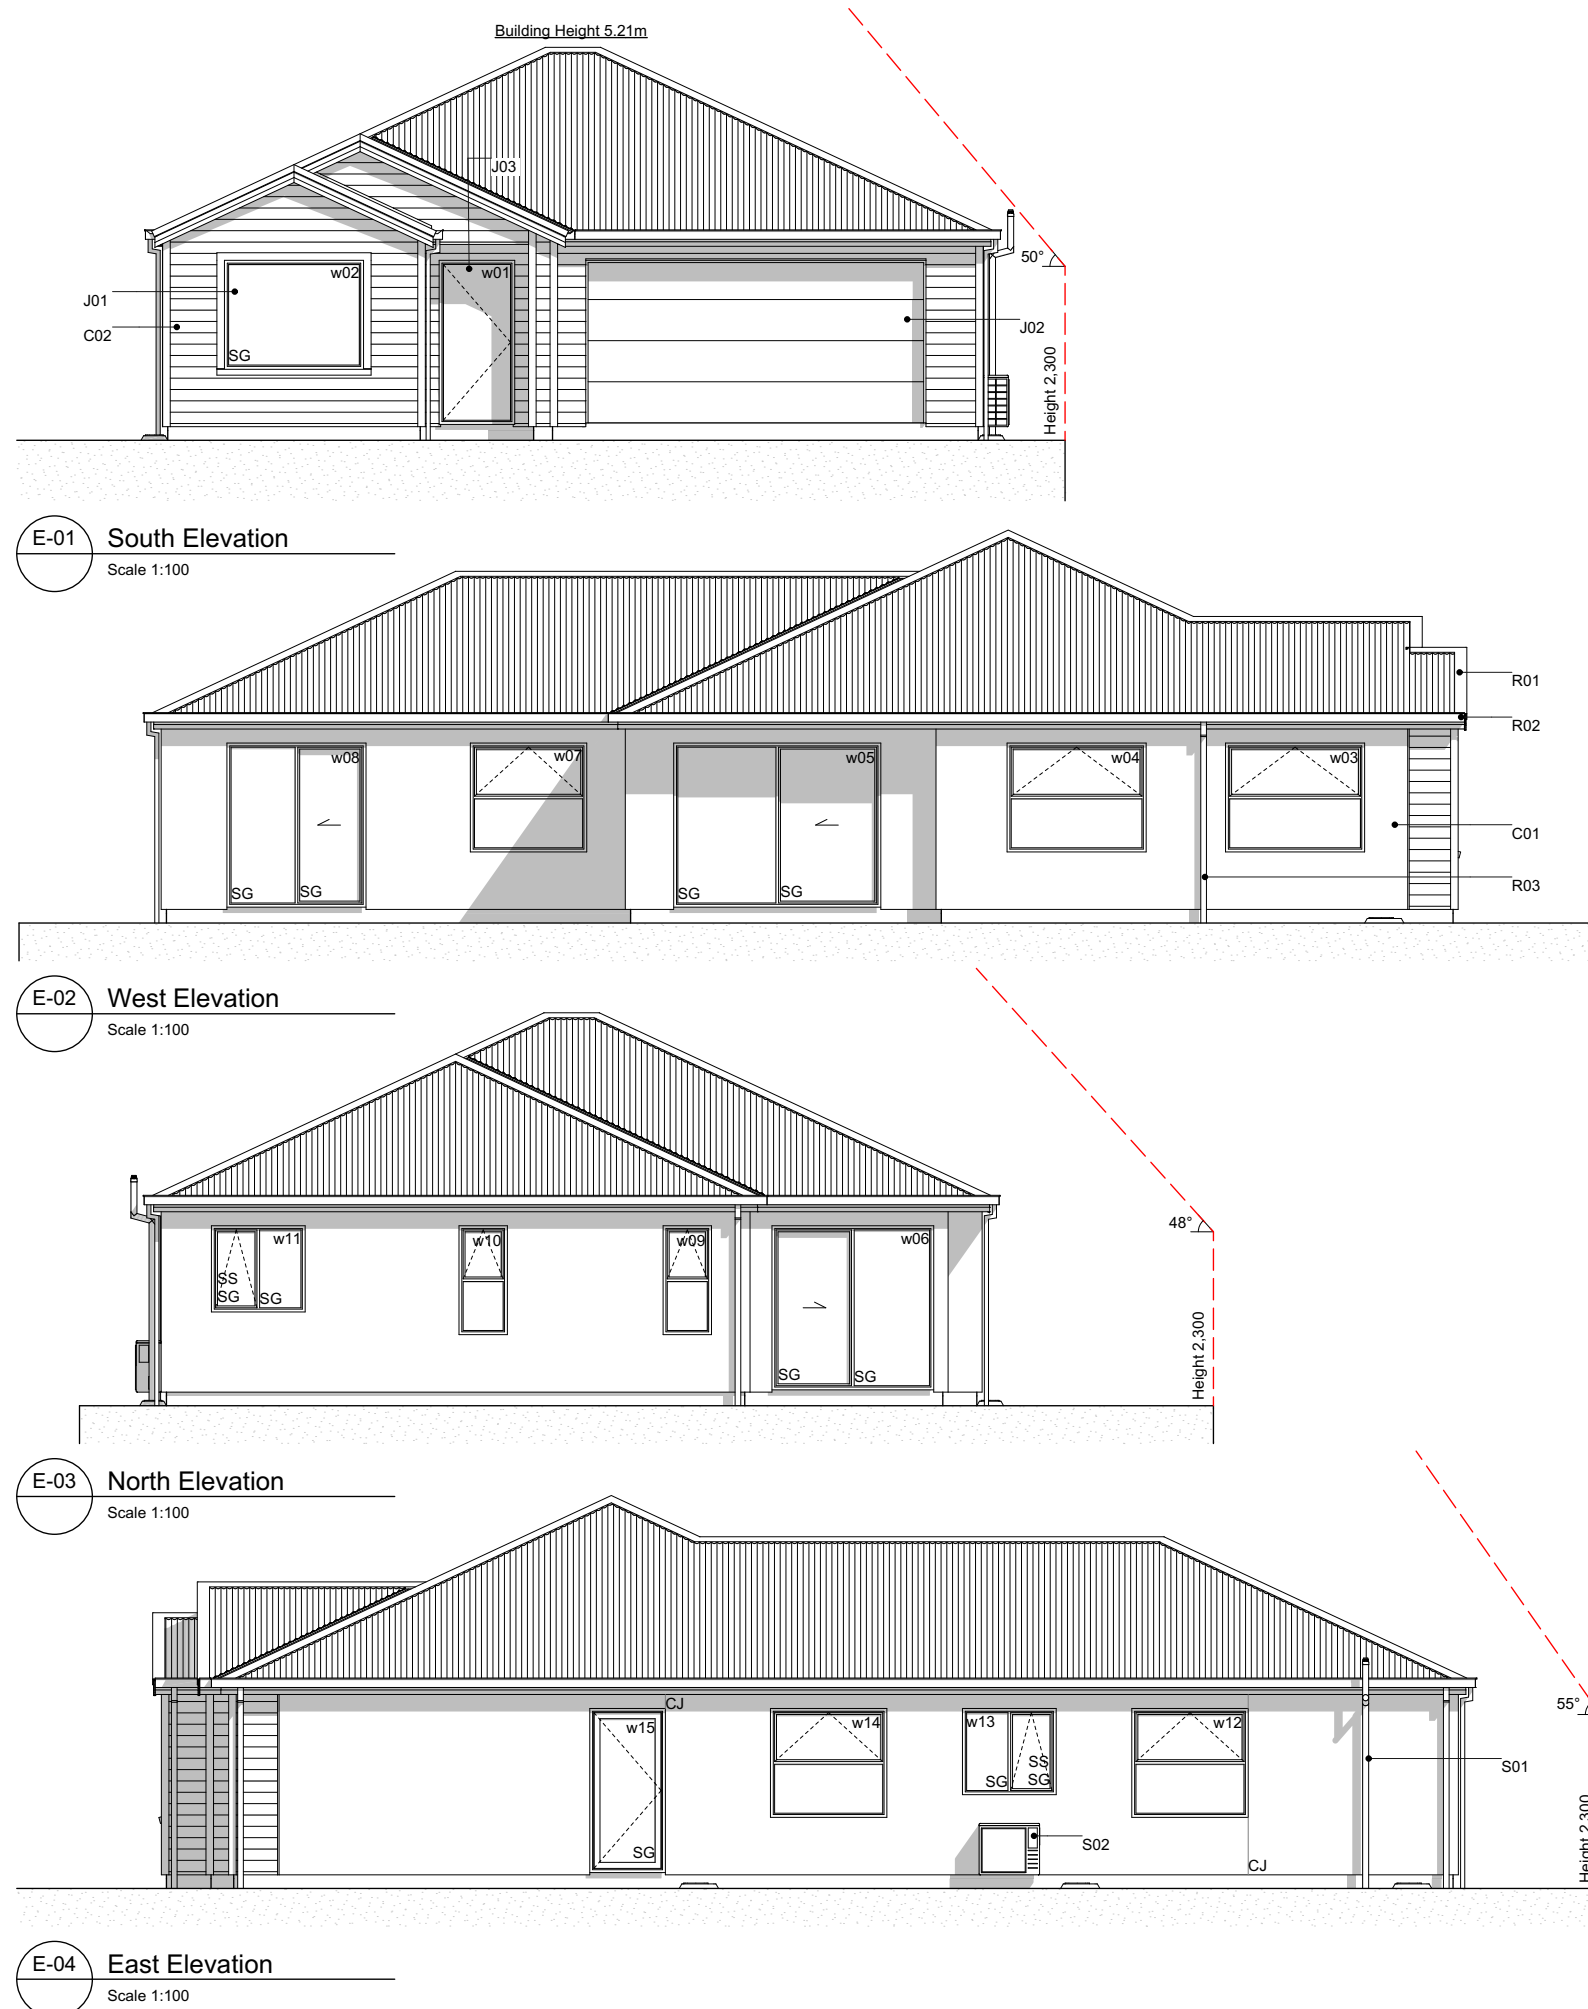 Building Height 5.21m
J03
w02
w01
50°
J01
J02
C02
SG
Height 2,300
E-01
South Elevation
Scale 1:100
R01
R02
w08
w07
w05
w04
w03
C01
R03
SG
SG
SG
SG
E-02
West Elevation
Scale 1:100
48°
w11
w10
w09
w06
SS
SG
SG
SG
SG
Height 2,300
E-03
North Elevation
Scale 1:100
55°
CJ
w15
w14
w13
w12
SS
SG
SG
S01
Height 2,300
S02
SG
CJ
E-04
East Elevation
Scale 1:100